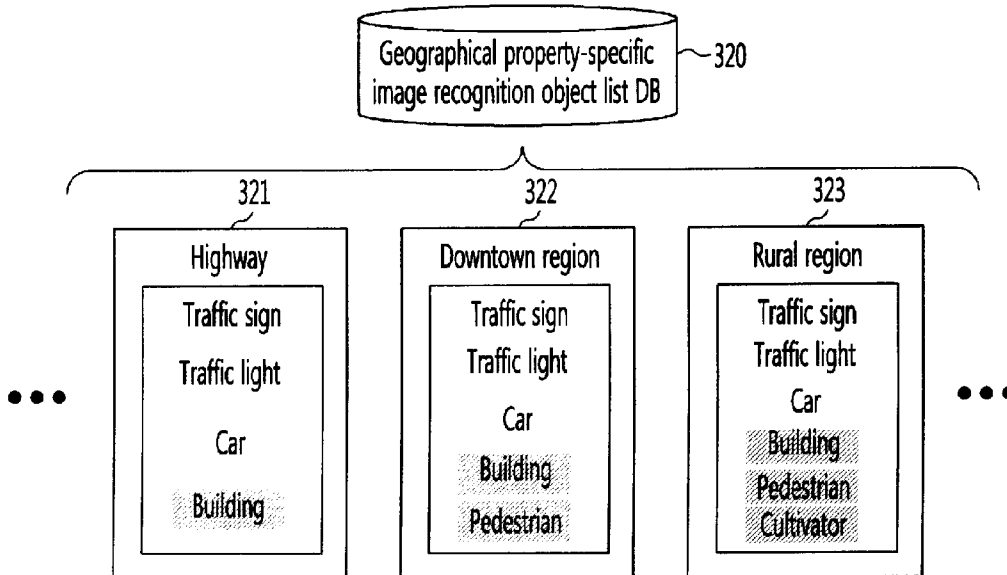 Geographical property-specific
image recognition object list DB
320
321
Highway
Traffic sign
Traffic light
Car
Building
322
Downtown region
Traffic sign
Traffic light
Car
Building
Pedestrian
323
Rural region
Traffic sign
Traffic light
Car
Building
Pedestrian
Cultivator